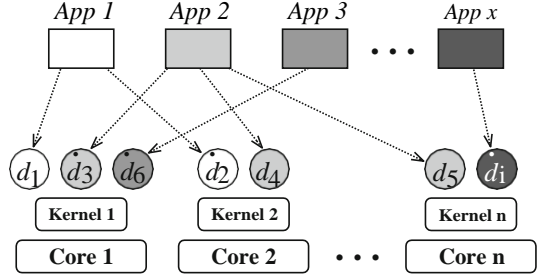 App 1 App 2 App 3 • • • App x
d1 d3 d6 d2 d4 d5 di
Kernel 1 Kernel 2 Kernel n
Core 1 Core 2 • • • Core n